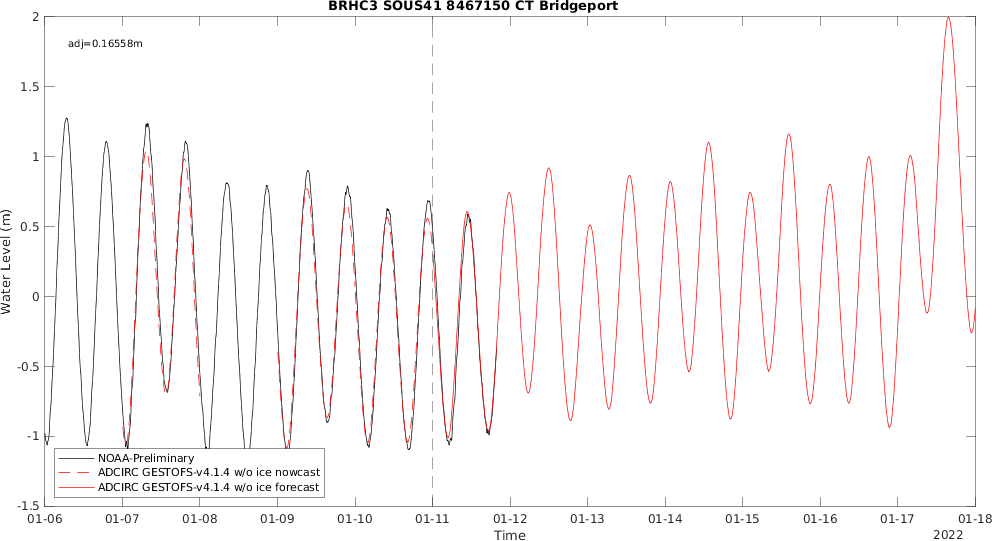 BRHC3 SOUS41 8467150 CT Bridgeport
adj=0.16558m
2
1.5
1
0.5
0
-0.5
-1
-1.5
Water Level (m)
NOAA-Preliminary
ADCIRC GESTOFS-v4.1.4 w/o ice nowcast
ADCIRC GESTOFS-v4.1.4 w/o ice forecast
01-06 01-07 01-08 01-09 01-10 01-11 01-12 01-13 01-14 01-15 01-16 01-17 01-18
Time
2022